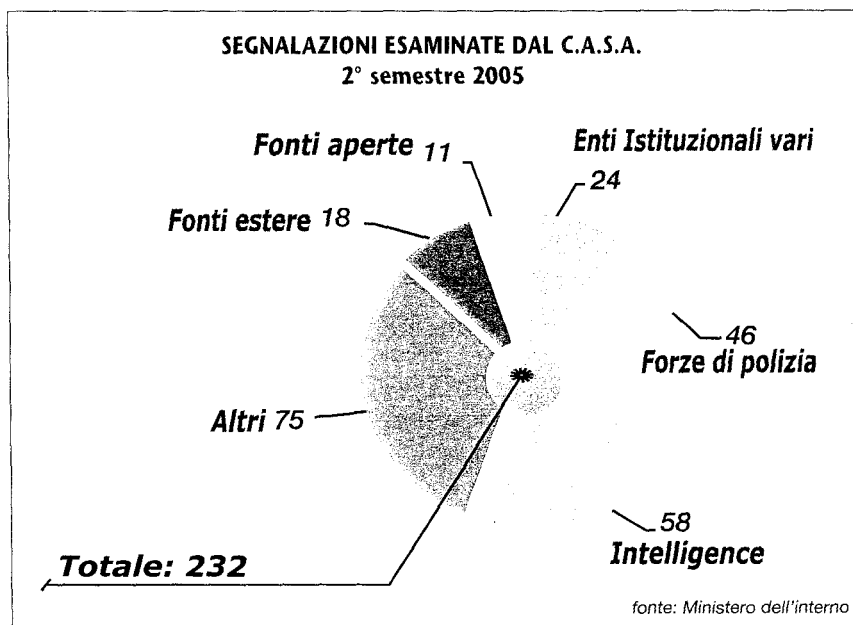 SEGNALAZIONI ESAMINATE DAL C.A.S.A.
2° semestre 2005
Fonti aperte 11
Enti Istituzionali vari
24
Fonti estere 18
46
Forze di polizia
Altri 75
58
Intelligence
Totale: 232
fonte: Ministero dell'interno